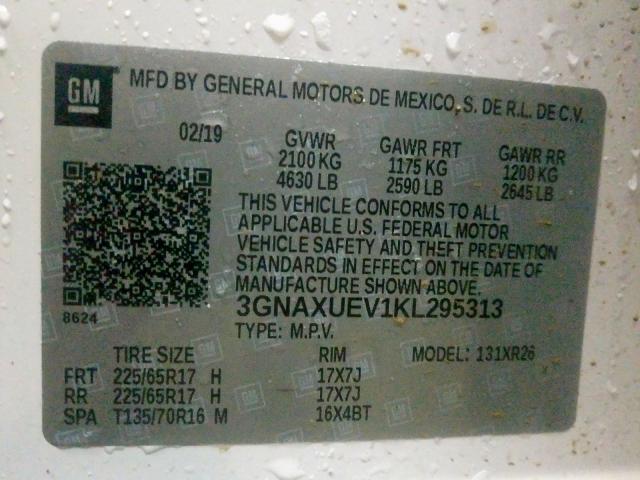 GM
MFD BY GENERAL MOTORS DE MEXICO, S. DE R.L. DE C.V.
02/19
GVWR GAWR FRT GAWR RR
2100 KG 1175 KG 1200 KG
4630 LB 2590 LB 2645 LB
THIS VEHICLE CONFORMS TO ALL
APPLICABLE U.S. FEDERAL MOTOR
VEHICLE SAFETY AND THEFT PREVENTION
STANDARDS IN EFFECT ON THE DATE OF
MANUFACTURE SHOWN ABOVE.
8624
3GNAXUEV1KL295313
TYPE: M.P.V.
TIRE SIZE RIM MODEL: 131XR26
FRT 225/65R17 H 17X7J
RR 225/65R17 H 17X7J
SPA T135/70R16 M 16X4BT